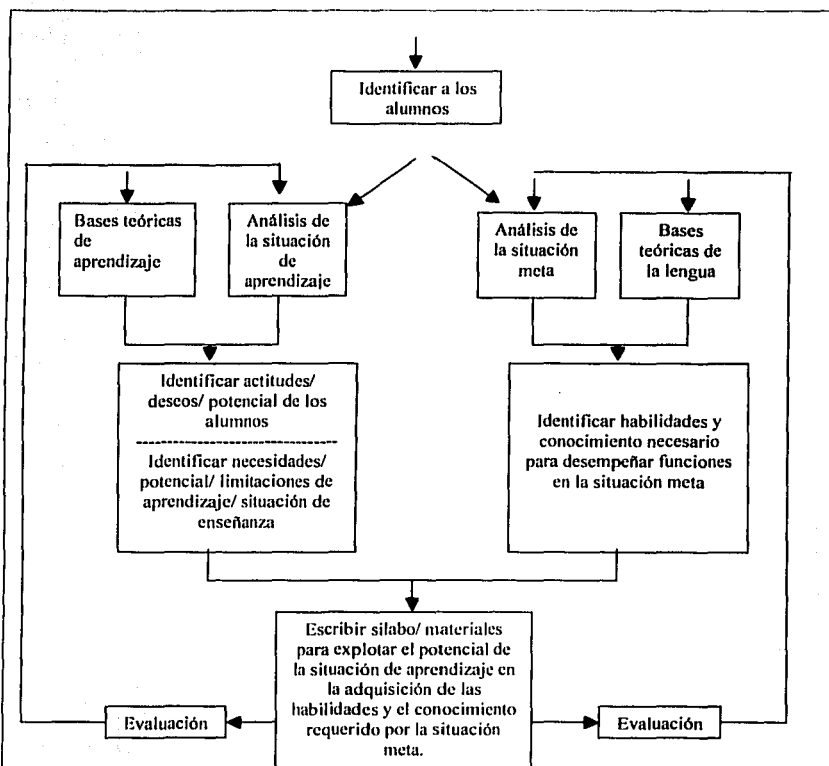 Identificar a los
alumnos
Bases teóricas
de
aprendizaje
Análisis de
la situación
de
aprendizaje
Análisis de
la situación
meta
Bases
teóricas de
la lengua
Identificar actitudes/
deseos/ potencial de los
alumnos
Identificar necesidades/
potencial/ limitaciones de
aprendizaje/ situación de
enseñanza
Identificar habilidades y
conocimiento necesario
para desempeñar funciones
en la situación meta
Escribir sílabo/ materiales
para explotar el potencial de
la situación de aprendizaje en
la adquisición de las
habilidades y el conocimiento
requerido por la situación
meta.
Evaluación
Evaluación